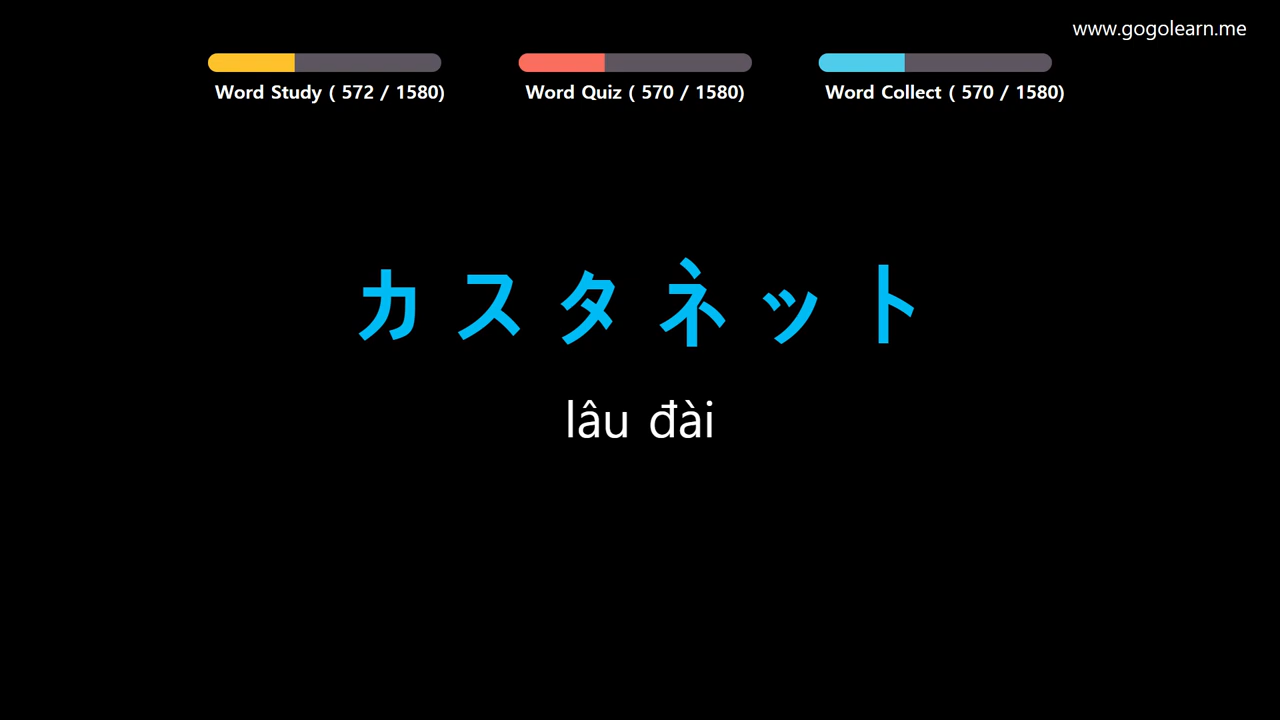 www.gogolearn.me
Word Study ( 572 / 1580)
Word Quiz ( 570 / 1580)
Word Collect ( 570 / 1580)
カスタネット
lâu đài